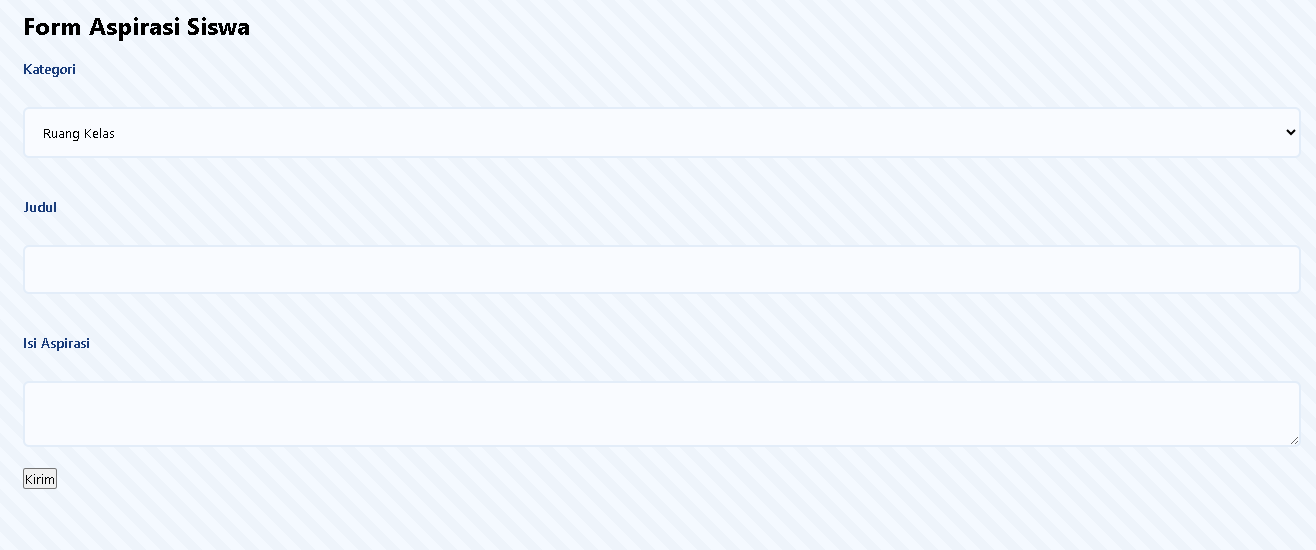 Form Aspirasi Siswa
Kategori
Ruang Kelas
Judul
Isi Aspirasi
Kirim